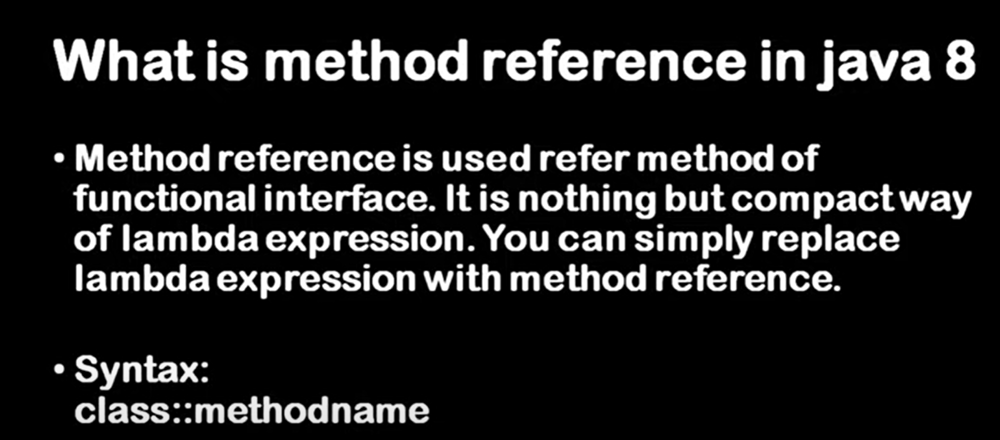 What is method reference in java 8
• Method reference is used refer method of
functional interface. It is nothing but compact way
of lambda expression. You can simply replace
lambda expression with method reference.
• Syntax:
class::methodname